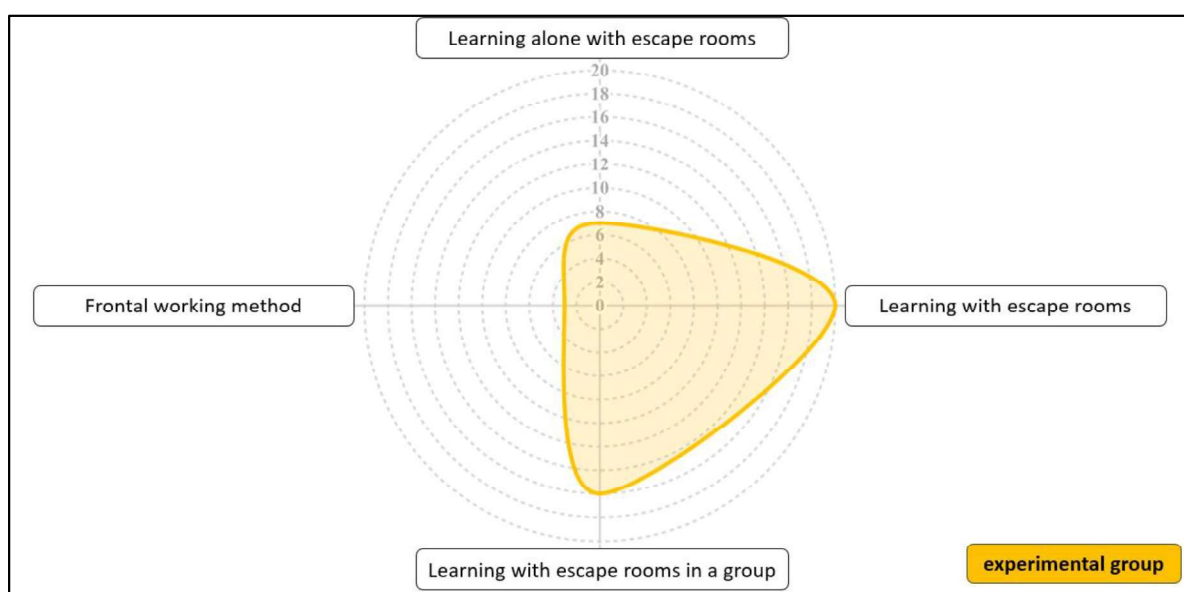 Learning alone with escape rooms
20
18
16
14
12
10
8
6
4
2
0
Frontal working method
Learning with escape rooms
Learning with escape rooms in a group
experimental group